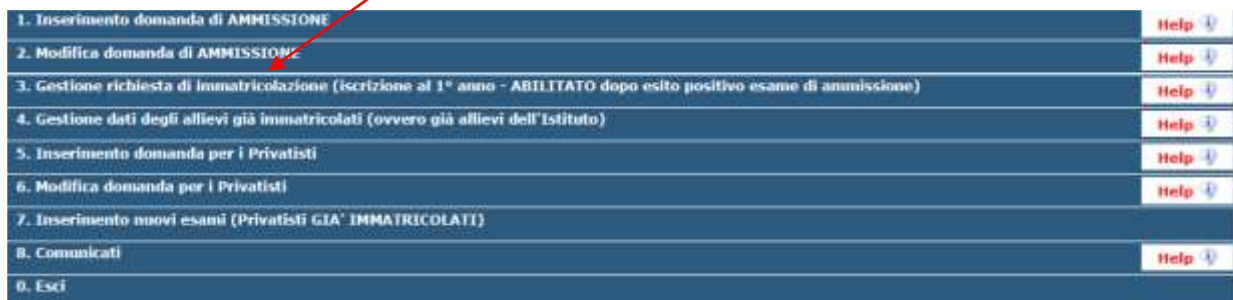 1. Inserimento domanda di AMMISSIONE
Help
2. Modifica domanda di AMMISSIONE
Help
3. Gestione richiesta di immatricolazione (iscrizione al 1° anno - ABILITATO dopo esito positivo esame di ammissione)
Help
4. Gestione dati degli allievi già immatricolati (ovvero già allievi dell'Istituto)
Help
5. Inserimento domanda per i Privatisti
Help
6. Modifica domanda per i Privatisti
Help
7. Inserimento nuovi esami (Privatisti GIA' IMMATRICOLATI)
8. Comunicati
Help
0. Esci